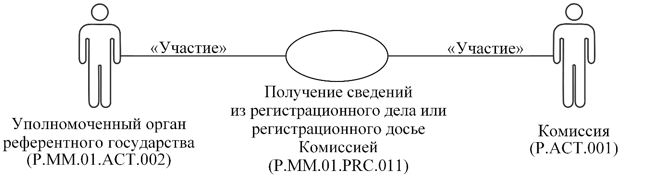 «Участие»
«Участие»
Получение сведений
из регистрационного дела или
регистрационного досье
Комиссией
(P.MM.01.PRC.011)
Уполномоченный орган
референтного государства
(P.MM.01.ACT.002)
Комиссия
(P.ACT.001)